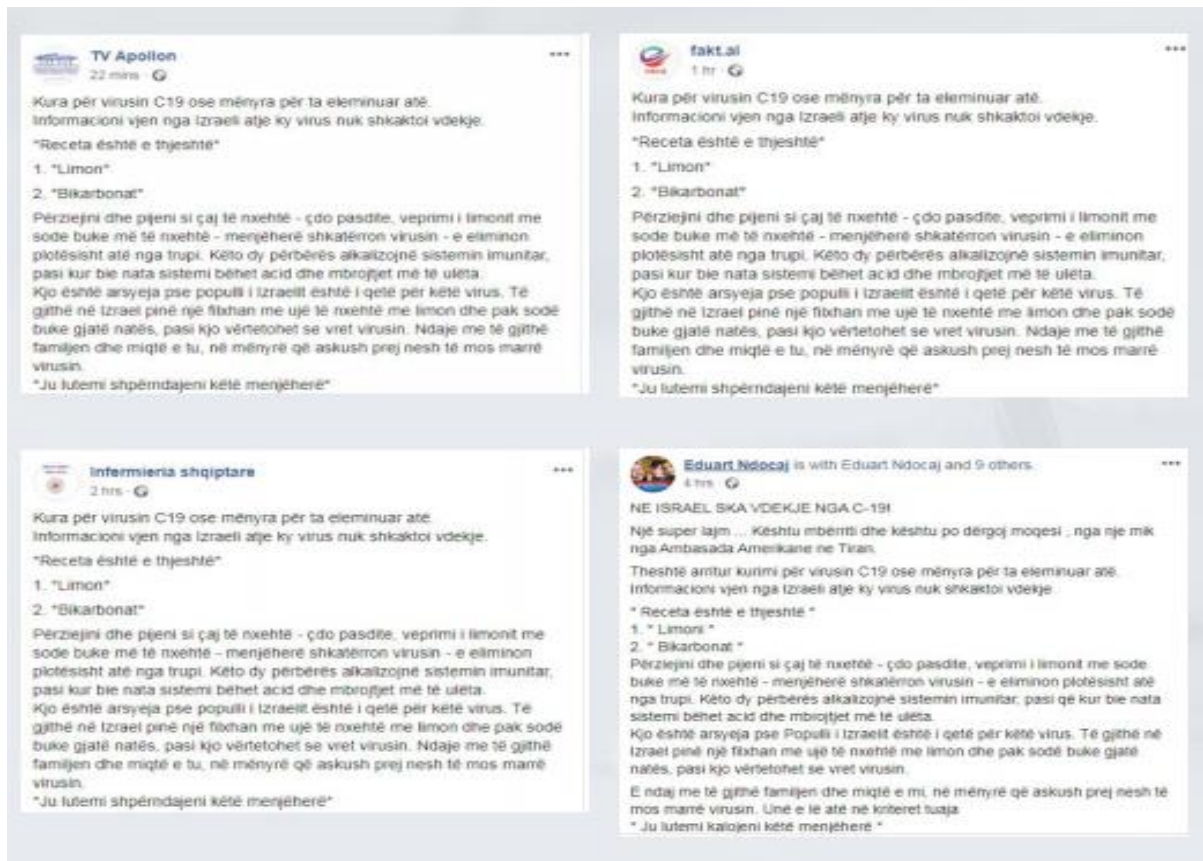 TV Apollon
22 mins
Kura për virusin C19 ose mënyra për ta eleminuar atë.
Informacioni vjen nga Izraeli atje ky virus nuk shkaktoi vdekje.
*Receta është e thjeshtë*
1. *Limon*
2. *Bikarbonat*
Përziejini dhe pijeni si çaj të nxehtë - çdo pasdite, veprimi i limonit me
sode buke më të nxehtë - menjëherë shkatërron virusin - e eliminon
plotësisht atë nga trupi. Këto dy përbërës alkalizojnë sistemin imunitar,
pasi kur bie nata sistemi bëhet acid dhe mbrojtjet më të ulëta.
Kjo është arsyeja pse populli i Izraelit është i qetë për këtë virus. Të
gjithë në Izrael pinë një filxhan me ujë të nxehtë me limon dhe pak sodë
buke gjatë natës, pasi kjo vërtetohet se vret virusin. Ndaje me të gjithë
familjen dhe miqtë e tu, në mënyrë që askush prej nesh të mos marrë
virusin.
*Ju lutemi shpërndajeni këtë menjëherë*
fakt.al
1 hr
Kura për virusin C19 ose mënyra për ta eleminuar atë.
Informacioni vjen nga Izraeli atje ky virus nuk shkaktoi vdekje.
*Receta është e thjeshtë*
1. *Limon*
2. *Bikarbonat*
Përziejini dhe pijeni si çaj të nxehtë - çdo pasdite, veprimi i limonit me
sode buke më të nxehtë - menjëherë shkatërron virusin - e eliminon
plotësisht atë nga trupi. Këto dy përbërës alkalizojnë sistemin imunitar,
pasi kur bie nata sistemi bëhet acid dhe mbrojtjet më të ulëta.
Kjo është arsyeja pse populli i Izraelit është i qetë për këtë virus. Të
gjithë në Izrael pinë një filxhan me ujë të nxehtë me limon dhe pak sodë
buke gjatë natës, pasi kjo vërtetohet se vret virusin. Ndaje me të gjithë
familjen dhe miqtë e tu, në mënyrë që askush prej nesh të mos marrë
virusin.
*Ju lutemi shpërndajeni këtë menjëherë*
Infermieria shqiptare
2 hrs
Kura për virusin C19 ose mënyra për ta eleminuar atë.
Informacioni vjen nga Izraeli atje ky virus nuk shkaktoi vdekje.
*Receta është e thjeshtë*
1. *Limon*
2. *Bikarbonat*
Përziejini dhe pijeni si çaj të nxehtë - çdo pasdite, veprimi i limonit me
sode buke më të nxehtë - menjëherë shkatërron virusin - e eliminon
plotësisht atë nga trupi. Këto dy përbërës alkalizojnë sistemin imunitar,
pasi kur bie nata sistemi bëhet acid dhe mbrojtjet më të ulëta.
Kjo është arsyeja pse populli i Izraelit është i qetë për këtë virus. Të
gjithë në Izrael pinë një filxhan me ujë të nxehtë me limon dhe pak sodë
buke gjatë natës, pasi kjo vërtetohet se vret virusin. Ndaje me të gjithë
familjen dhe miqtë e tu, në mënyrë që askush prej nesh të mos marrë
virusin.
*Ju lutemi shpërndajeni këtë menjëherë*
Eduart Ndocaj is with Eduart Ndocaj and 9 others.
4 hrs
NE ISRAEL SKA VDEKJE NGA C-19!
Një super lajm ... Kështu mbërriti dhe kështu po dërgoj moqesi , nga nje mik
nga Ambasada Amerikane ne Tiran.
Theshtë arritur kurimi për virusin C19 ose mënyra për ta eleminuar atë.
Informacioni vjen nga Izraeli atje ky virus nuk shkaktoi vdekje
* Receta është e thjeshtë *
1. * Limoni *
2. * Bikarbonat *
Përziejini dhe pijeni si çaj të nxehtë - çdo pasdite, veprimi i limonit me sode
buke më të nxehtë - menjëherë shkatërron virusin - e eliminon plotësisht atë
nga trupi. Këto dy përbërës alkalizojnë sistemin imunitar, pasi që kur bie nata
sistemi bëhet acid dhe mbrojtjet më të ulëta.
Kjo është arsyeja pse Populli i Izraelit është i qetë për këtë virus. Të gjithë në
Izrael pinë një filxhan me ujë të nxehtë me limon dhe pak sodë buke gjatë
natës, pasi kjo vërtetohet se vret virusin.
E ndaj me të gjithë familjen dhe miqtë e mi, në mënyrë që askush prej nesh të
mos marrë virusin. Unë e lë atë në kriteret tuaja
* Ju lutemi kalojeni këtë menjëherë *